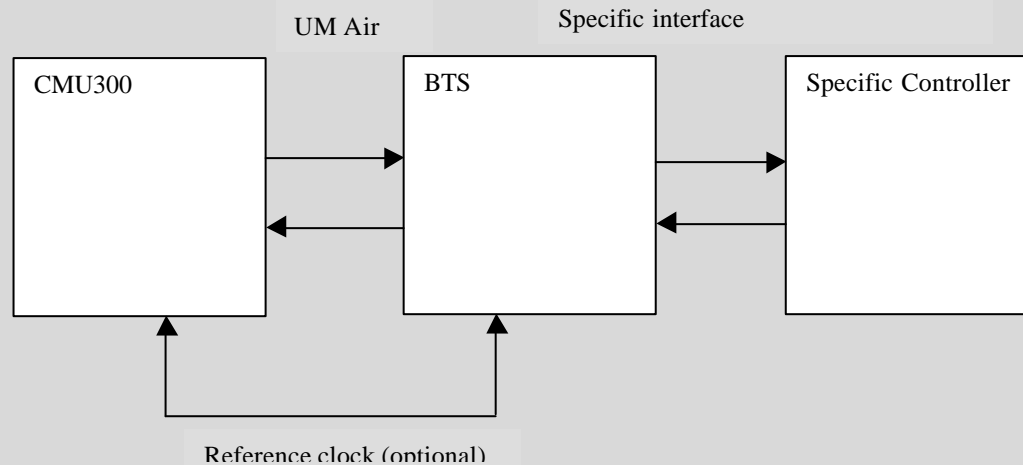 UM Air
Specific interface
CMU300
BTS
Specific Controller
Reference clock (optional)